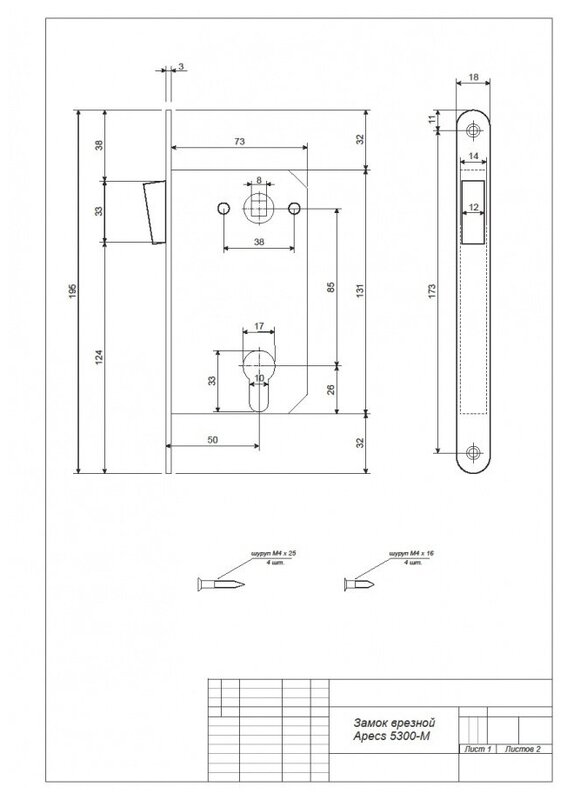 3
18
11
38
73
32
14
8
12
33
38
195
85
131
173
17
124
33
10
26
50
32
шуруп М4 x 25
4 шт.
шуруп М4 x 16
4 шт.
Замок врезной
Apecs 5300-M
Лист 1
Листов 2